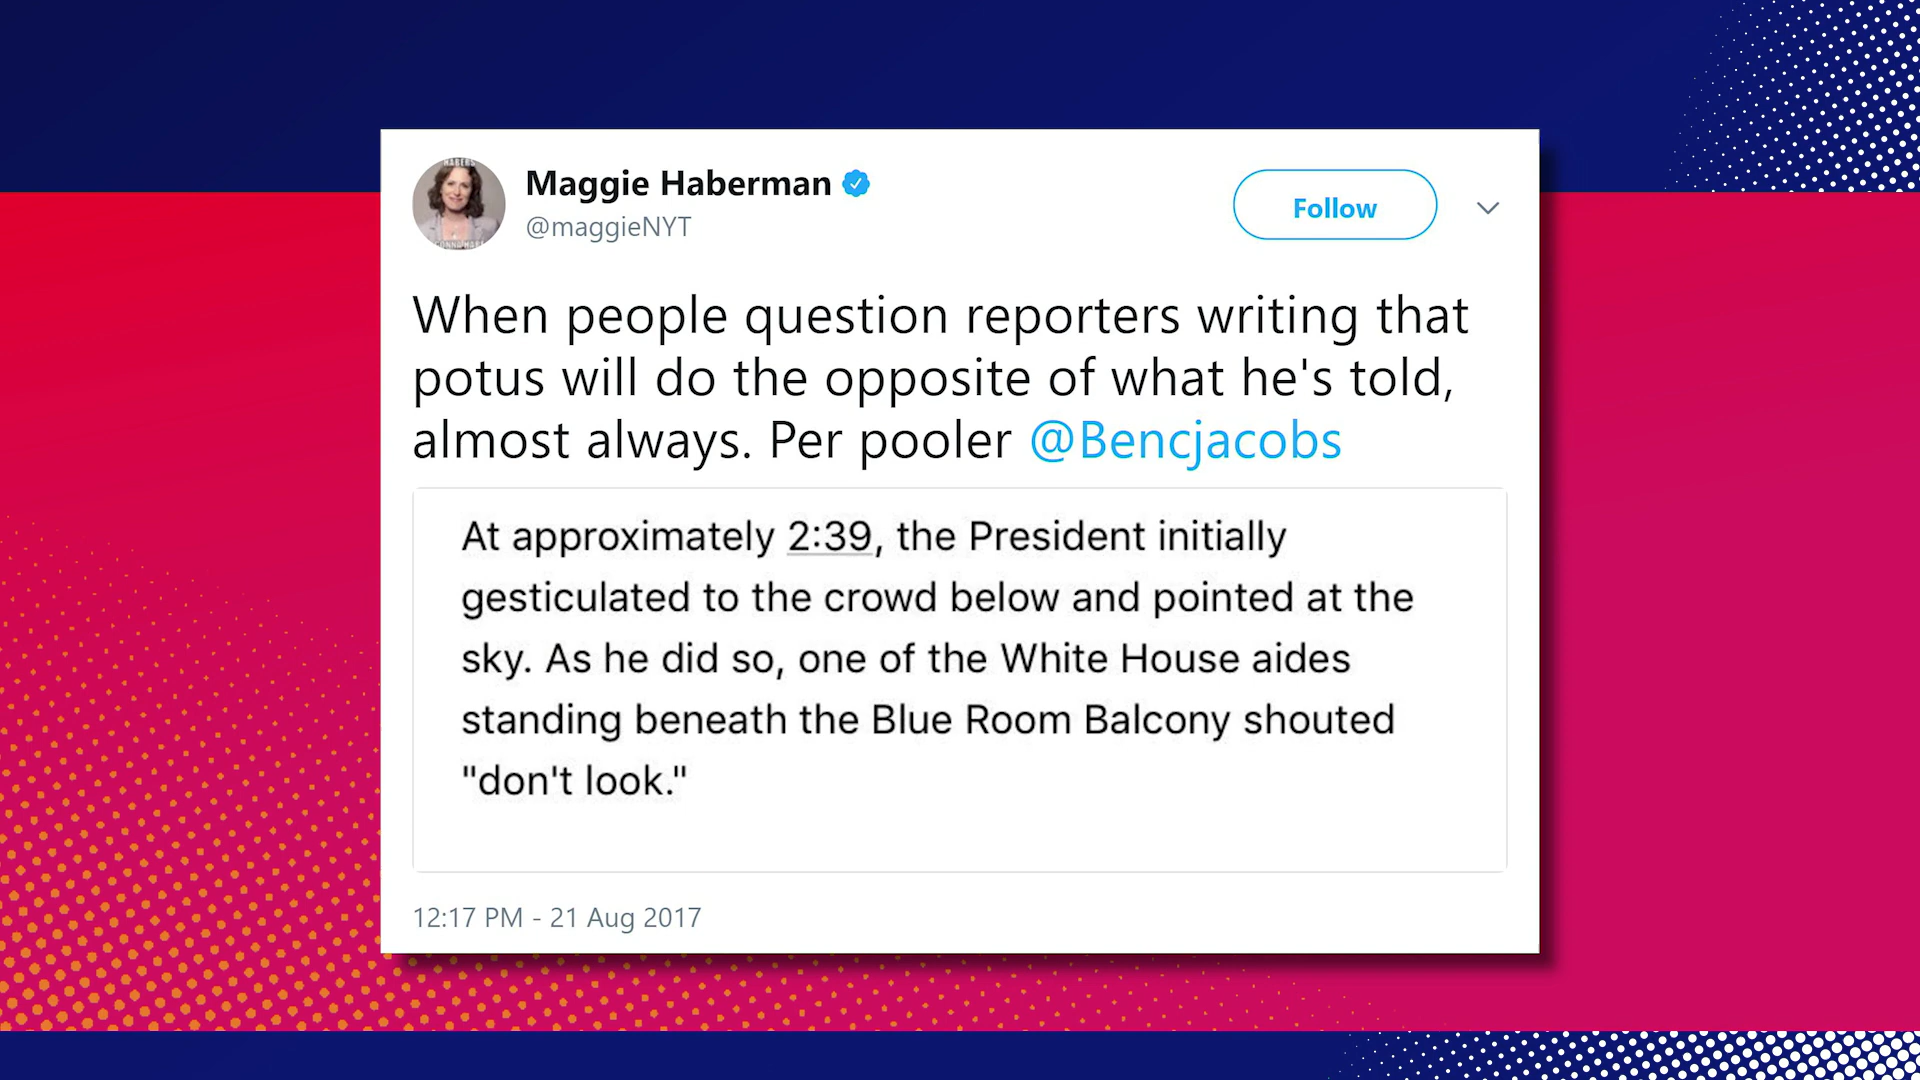 Maggie Haberman
@maggieNYT
Follow
When people question reporters writing that
potus will do the opposite of what he's told,
almost always. Per pooler @Bencjacobs
At approximately 2:39, the President initially
gesticulated to the crowd below and pointed at the
sky. As he did so, one of the White House aides
standing beneath the Blue Room Balcony shouted
"don't look."
12:17 PM - 21 Aug 2017